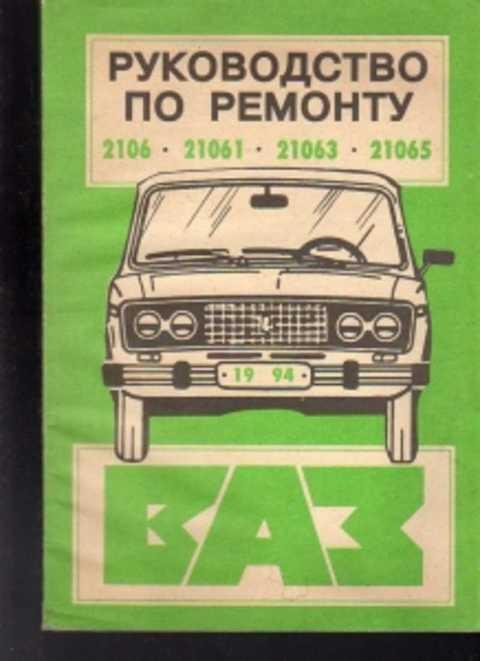 РУКОВОДСТВО
ПО РЕМОНТУ
2106 • 21061 • 21063 • 21065
• 19 94 •
ВАЗ